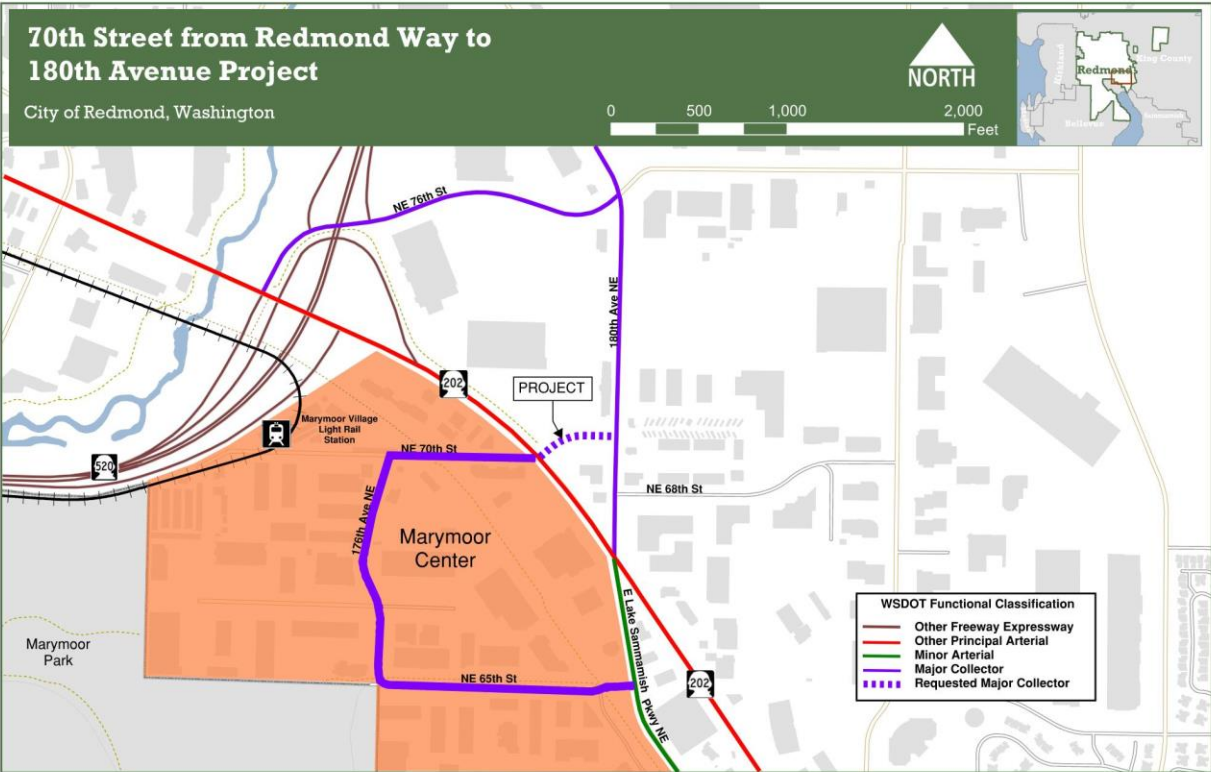 70th Street from Redmond Way to
180th Avenue Project
City of Redmond, Washington
NORTH
0 500 1,000 2,000
Feet
Kirkland
King County
Redmond
Bellevue
Sammamish
NE 76th St
180th Ave NE
202
PROJECT
Marymoor Village
Light Rail
Station
520
NE 70th St
NE 68th St
176th Ave NE
Marymoor
Center
E Lake Sammamish Pkwy NE
Marymoor
Park
NE 65th St
202
WSDOT Functional Classification
Other Freeway Expressway
Other Principal Arterial
Minor Arterial
Major Collector
Requested Major Collector